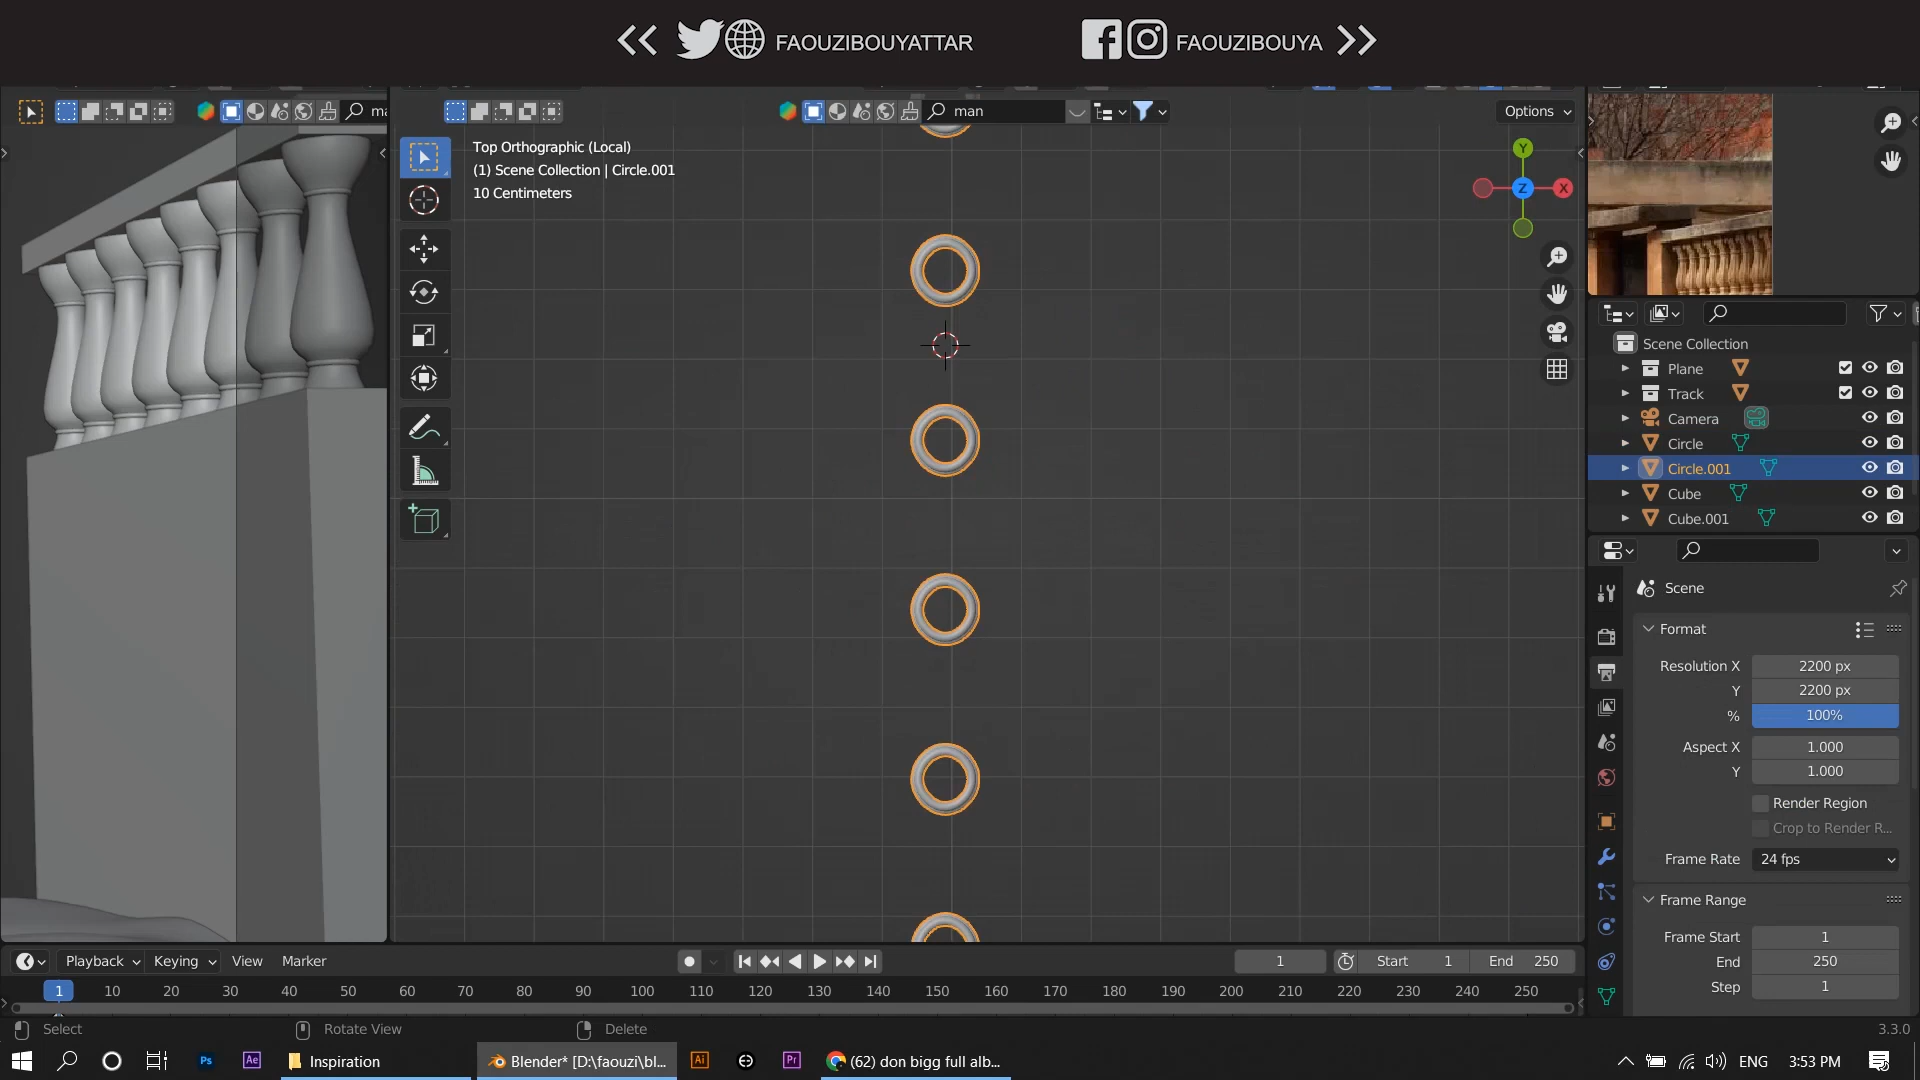 FAOUZIBOUYATTAR
FAOUZIBOUYA
ma
man
Options
Top Orthographic (Local)
(1) Scene Collection | Circle.001
10 Centimeters
Y
Z
X
Scene Collection
Plane
Track
Camera
Circle
Circle.001
Cube
Cube.001
Scene
Format
Resolution X 2200 px
Y 2200 px
% 100%
Aspect X 1.000
Y 1.000
Render Region
Crop to Render R...
Frame Rate 24 fps
Frame Range
Frame Start 1
End 250
Step 1
Playback Keying View Marker
1 Start 1 End 250
1 10 20 30 40 50 60 70 80 90 100 110 120 130 140 150 160 170 180 190 200 210 220 230 240 250
Select Rotate View Delete 3.3.0
Ps Ae Inspiration Blender* [D:\faouzi\bl... Ai Pr (62) don bigg full alb... ENG 3:53 PM